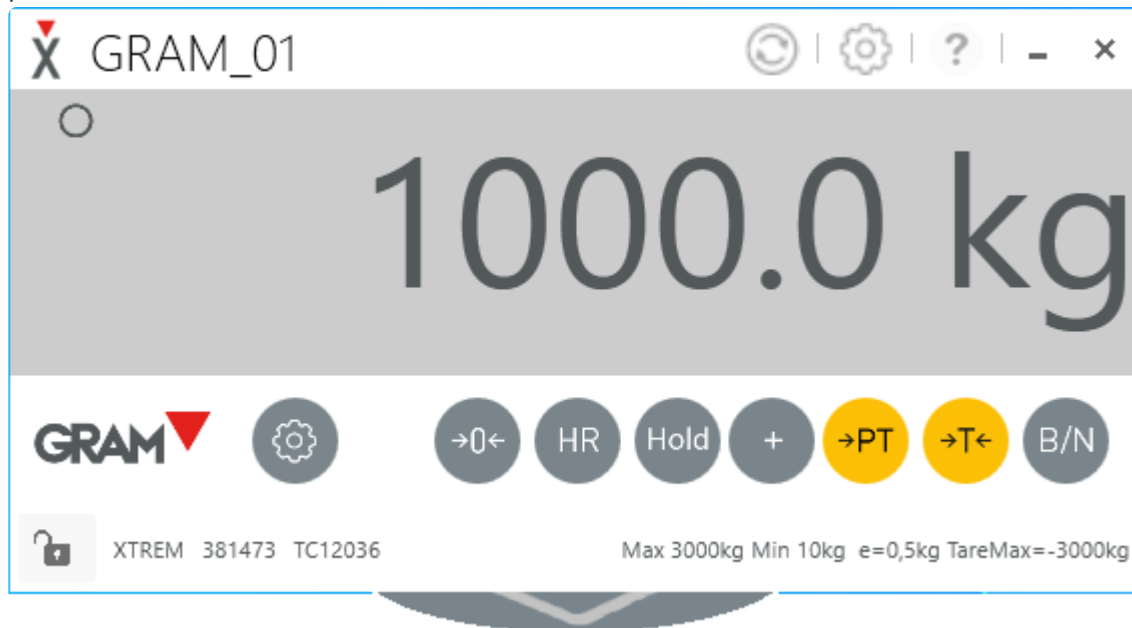 GRAM_01 ?
1000.0 kg
GRAM →0← HR Hold + →PT →T← B/N
XTREM 381473 TC12036 Max 3000kg Min 10kg e=0,5kg TareMax=-3000kg